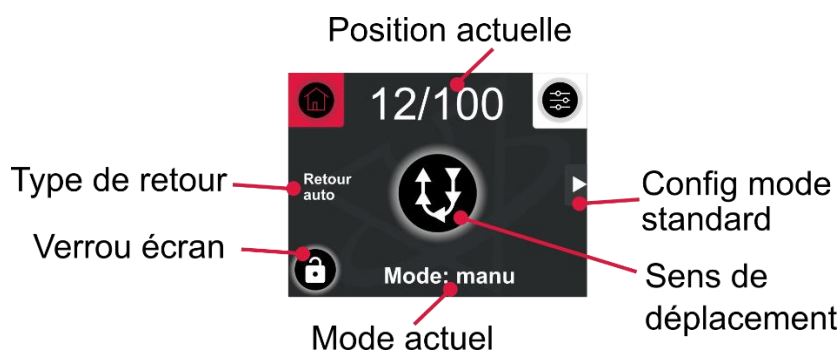 Position actuelle
12/100
Type de retour
Retour
auto
Config mode
standard
Verrou écran
Sens de
déplacement
Mode: manu
Mode actuel